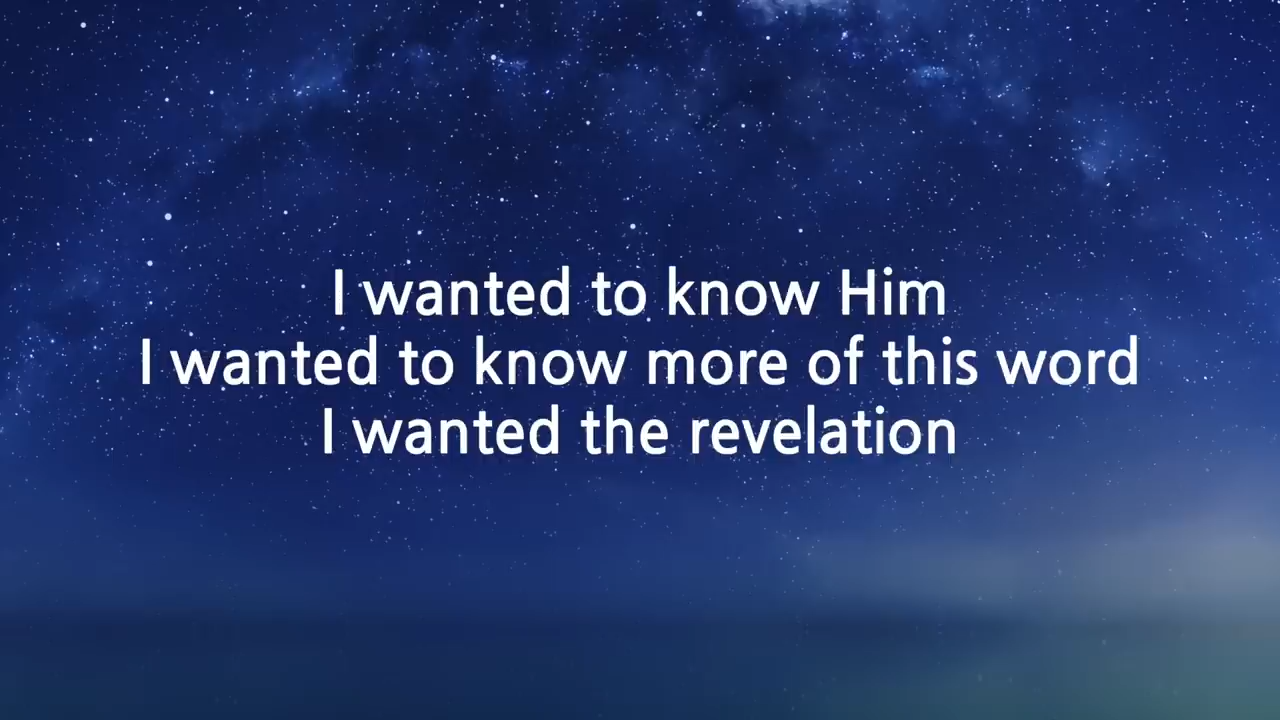 I wanted to know Him
I wanted to know more of this word
I wanted the revelation